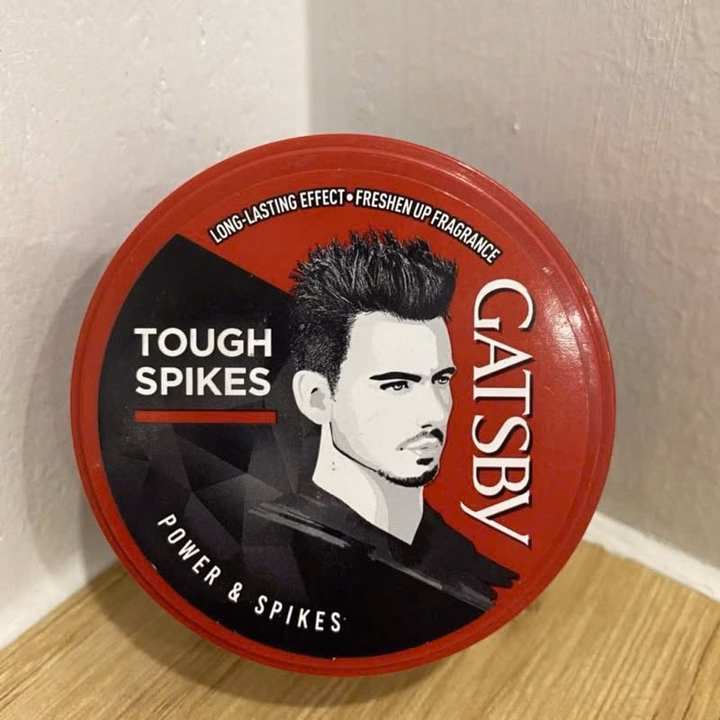 LONG-LASTING EFFECT • FRESHEN UP FRAGRANCE
TOUGH
SPIKES
GATSBY
POWER & SPIKES